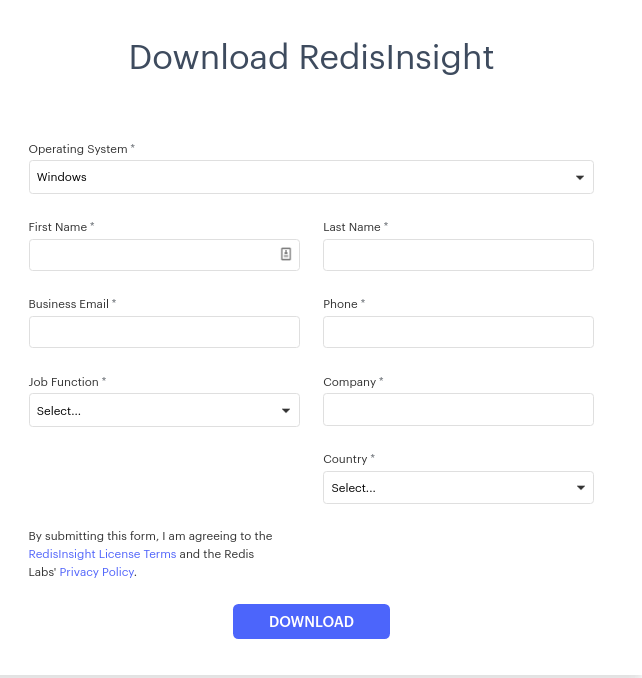 Download RedisInsight
Operating System *
Windows
First Name *
Last Name *
Business Email *
Phone *
Job Function *
Company *
Select...
Country *
Select...
By submitting this form, I am agreeing to the
RedisInsight License Terms and the Redis
Labs' Privacy Policy.
DOWNLOAD